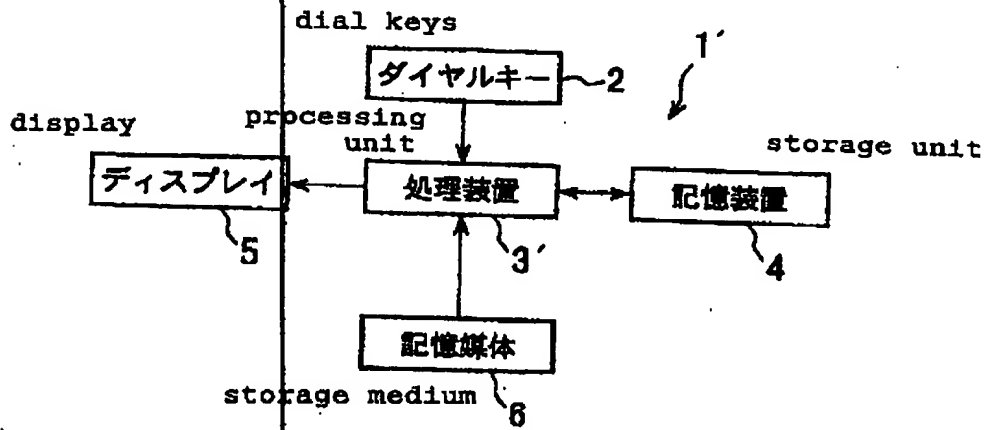 dial keys
1′
ダイヤルキー 2
display
processing
unit
storage unit
ディスプレイ
処理装置
記憶装置
5
3′
4
記憶媒体
storage medium
6